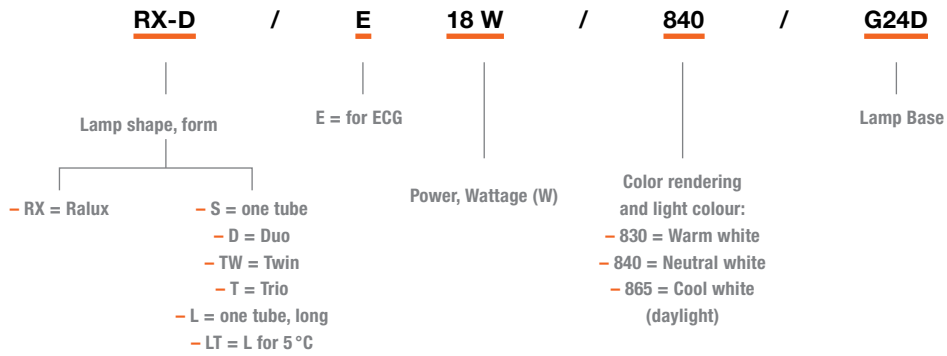 RX-D / E 18 W / 840 / G24D
Lamp shape, form
E = for ECG
Lamp Base
Power, Wattage (W)
Color rendering
and light colour:
– 830 = Warm white
– 840 = Neutral white
– 865 = Cool white
(daylight)
– RX = Ralux
– S = one tube
– D = Duo
– TW = Twin
– T = Trio
– L = one tube, long
– LT = L for 5 °C